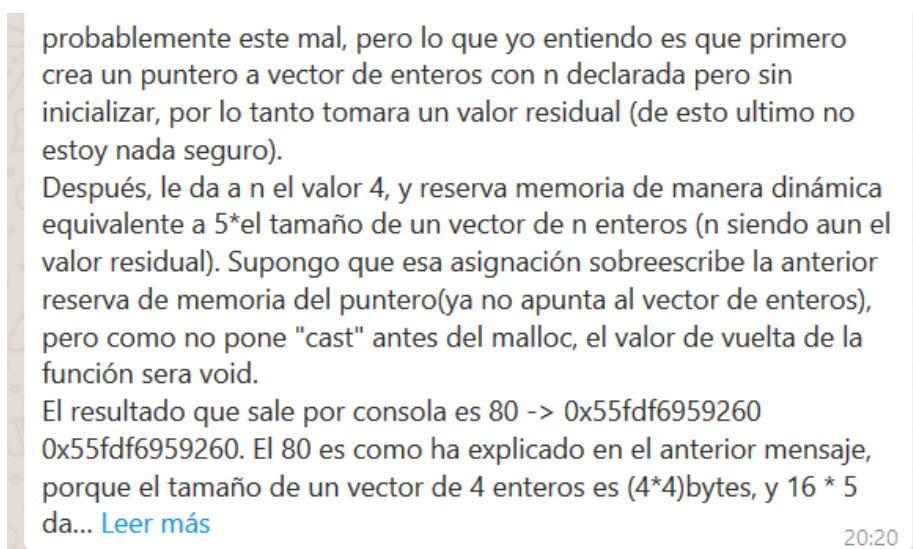 probablemente este mal, pero lo que yo entiendo es que primero
crea un puntero a vector de enteros con n declarada pero sin
inicializar, por lo tanto tomara un valor residual (de esto ultimo no
estoy nada seguro).
Después, le da a n el valor 4, y reserva memoria de manera dinámica
equivalente a 5*el tamaño de un vector de n enteros (n siendo aun el
valor residual). Supongo que esa asignación sobreescribe la anterior
reserva de memoria del puntero(ya no apunta al vector de enteros),
pero como no pone "cast" antes del malloc, el valor de vuelta de la
función sera void.
El resultado que sale por consola es 80 -> 0x55fdf6959260
0x55fdf6959260. El 80 es como ha explicado en el anterior mensaje,
porque el tamaño de un vector de 4 enteros es (4*4)bytes, y 16 * 5
da... Leer más
20:20